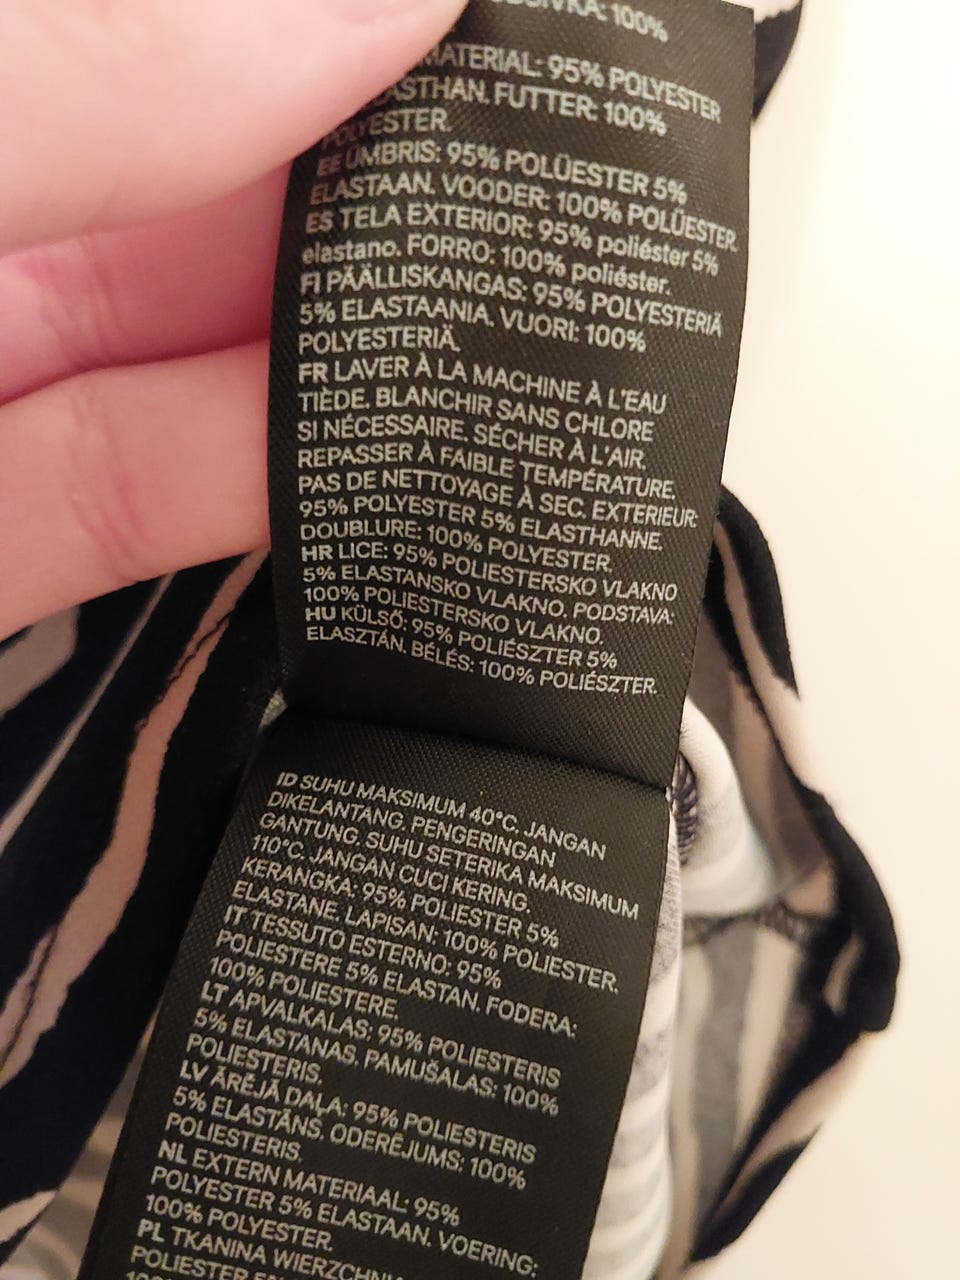 100%
MATERIAL: 95% POLYESTER
FUTTER: 100%
POLYESTER.
EE ÜMBRIS: 95% POLÜESTER 5%
ELASTAAN. VOODER: 100% POLÜESTER.
ES TELA EXTERIOR: 95% poliéster 5%
elastano. FORRO: 100% poliéster.
FI PÄÄLLISKANGAS: 95% POLYESTERIÄ
5% ELASTAANIA. VUORI: 100%
POLYESTERIÄ.
FR LAVER À LA MACHINE À L'EAU
TIÈDE. BLANCHIR SANS CHLORE
SI NÉCESSAIRE. SÉCHER À L'AIR.
REPASSER À FAIBLE TEMPÉRATURE.
PAS DE NETTOYAGE À SEC. EXTERIEUR:
95% POLYESTER 5% ELASTHANNE.
DOUBLURE: 100% POLYESTER.
HR LICE: 95% POLIESTERSKO VLAKNO
5% ELASTANSKO VLAKNO. PODSTAVA:
100% POLIESTERSKO VLAKNO.
HU KÜLSŐ: 95% POLIÉSZTER 5%
ELASZTÁN. BÉLÉS: 100% POLIÉSZTER.
ID SUHU MAKSIMUM 40°C. JANGAN
DIKELANTANG. PENGERINGAN
GANTUNG. SUHU SETERIKA MAKSIMUM
110°C. JANGAN CUCI KERING.
KERANGKA: 95% POLIESTER 5%
ELASTANE. LAPISAN: 100% POLIESTER.
IT TESSUTO ESTERNO: 95%
POLIESTERE 5% ELASTAN. FODERA:
100% POLIESTERE.
LT APVALKALAS: 95% POLIESTERIS
5% ELASTANAS. PAMUŠALAS: 100%
POLIESTERIS.
LV ĀRĒJĀ DAĻA: 95% POLIESTERIS
5% ELASTĀNS. ODERĒJUMS: 100%
POLIESTERIS.
NL EXTERN MATERIAAL: 95%
POLYESTER 5% ELASTAAN. VOERING:
100% POLYESTER.
PL TKANINA
POLIESTER 5%